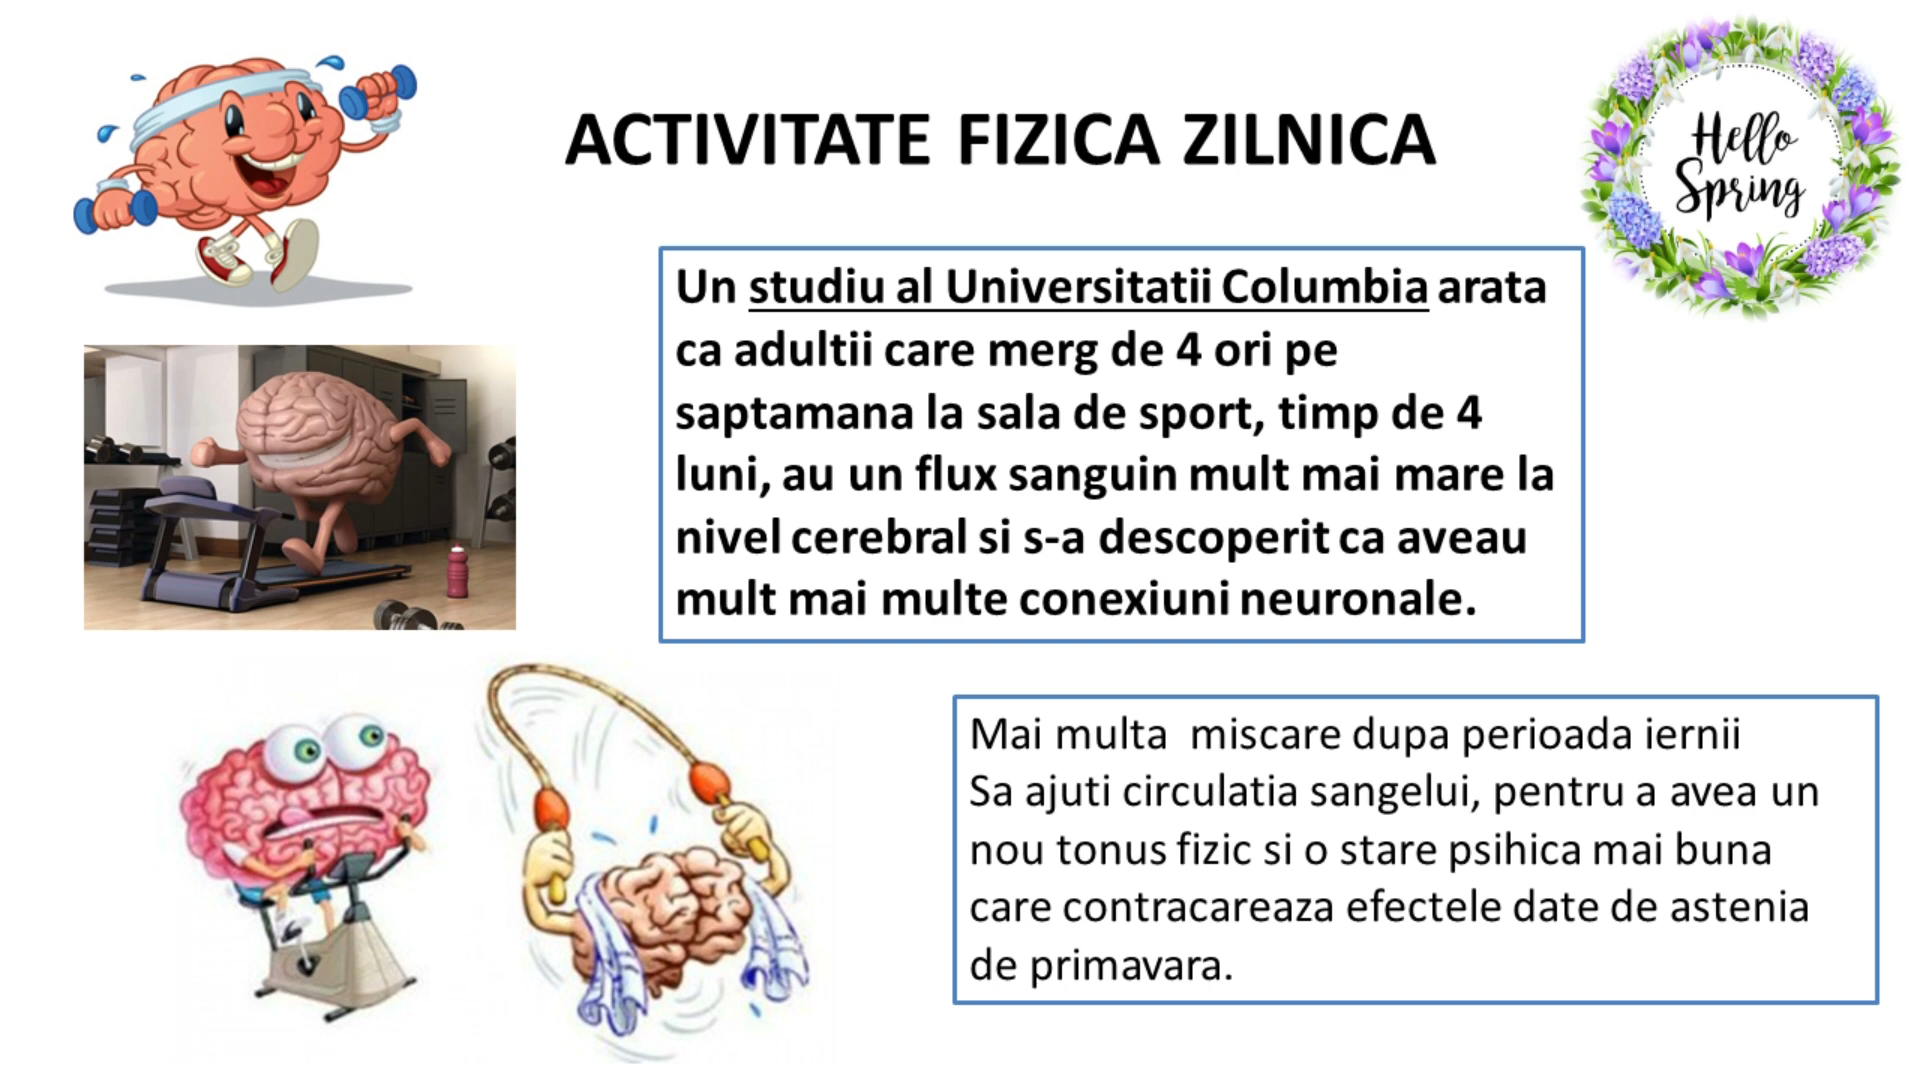 ACTIVITATE FIZICA ZILNICA
Hello
Spring
Un studiu al Universitatii Columbia arata
ca adultii care merg de 4 ori pe
saptamana la sala de sport, timp de 4
luni, au un flux sanguin mult mai mare la
nivel cerebral si s-a descoperit ca aveau
mult mai multe conexiuni neuronale.
Mai multa  miscare dupa perioada iernii
Sa ajuti circulatia sangelui, pentru a avea un
nou tonus fizic si o stare psihica mai buna
care contracareaza efectele date de astenia
de primavara.